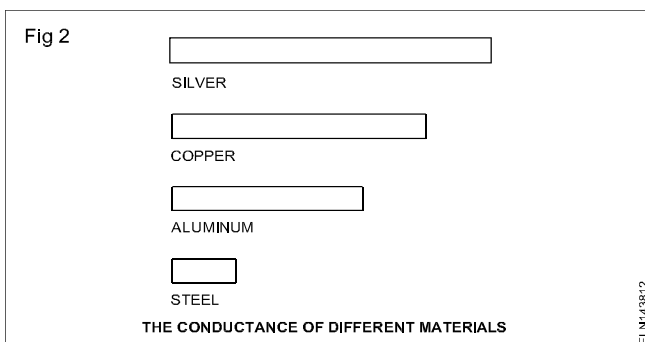 Fig 2
SILVER
COPPER
ALUMINUM
STEEL
THE CONDUCTANCE OF DIFFERENT MATERIALS
ELN143812